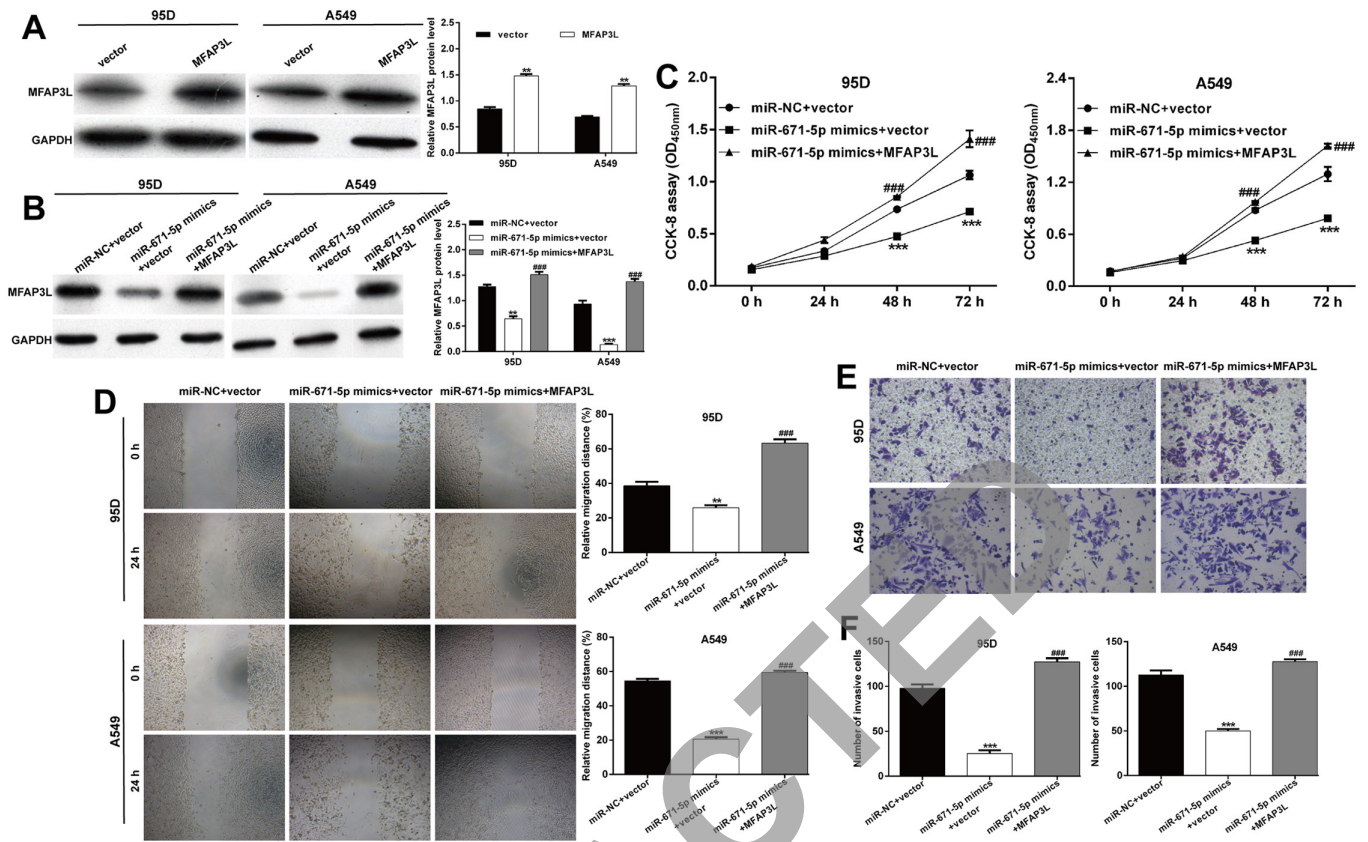 A
95D
A549
vector
MFAP3L
vector
MFAP3L
MFAP3L
GAPDH
Relative MFAP3L protein level
2.0
1.5
1.0
0.5
0.0
vector
MFAP3L
**
**
95D
A549
B
95D
A549
miR-NC+vector
miR-671-5p mimics
+vector
miR-671-5p mimics
+MFAP3L
miR-NC+vector
miR-671-5p mimics
+vector
miR-671-5p mimics
+MFAP3L
MFAP3L
GAPDH
Relative MFAP3L protein level
2.0
1.5
1.0
0.5
0.0
miR-NC+vector
miR-671-5p mimics+vector
miR-671-5p mimics+MFAP3L
**
###
***
###
95D
A549
C
95D
CCK-8 assay (OD450nm)
2.0
1.5
1.0
0.5
0.0
miR-NC+vector
miR-671-5p mimics+vector
miR-671-5p mimics+MFAP3L
###
###
***
***
0 h
24 h
48 h
72 h
A549
CCK-8 assay (OD450nm)
2.4
1.8
1.2
0.6
0.0
miR-NC+vector
miR-671-5p mimics+vector
miR-671-5p mimics+MFAP3L
###
###
***
***
0 h
24 h
48 h
72 h
D
miR-NC+vector
miR-671-5p mimics+vector
miR-671-5p mimics+MFAP3L
95D
0 h
24 h
A549
0 h
24 h
95D
Relative migration distance (%)
80
60
40
20
0
**
###
miR-NC+vector
miR-671-5p mimics
+vector
miR-671-5p mimics
+MFAP3L
A549
Relative migration distance (%)
80
60
40
20
0
***
###
miR-NC+vector
miR-671-5p mimics
+vector
miR-671-5p mimics
+MFAP3L
E
miR-NC+vector
miR-671-5p mimics+vector
miR-671-5p mimics+MFAP3L
95D
A549
F
95D
Number of invasive cells
150
100
50
0
***
###
miR-NC+vector
miR-671-5p mimics
+vector
miR-671-5p mimics
+MFAP3L
A549
Number of invasive cells
150
100
50
0
***
###
miR-NC+vector
miR-671-5p mimics
+vector
miR-671-5p mimics
+MFAP3L
CTED